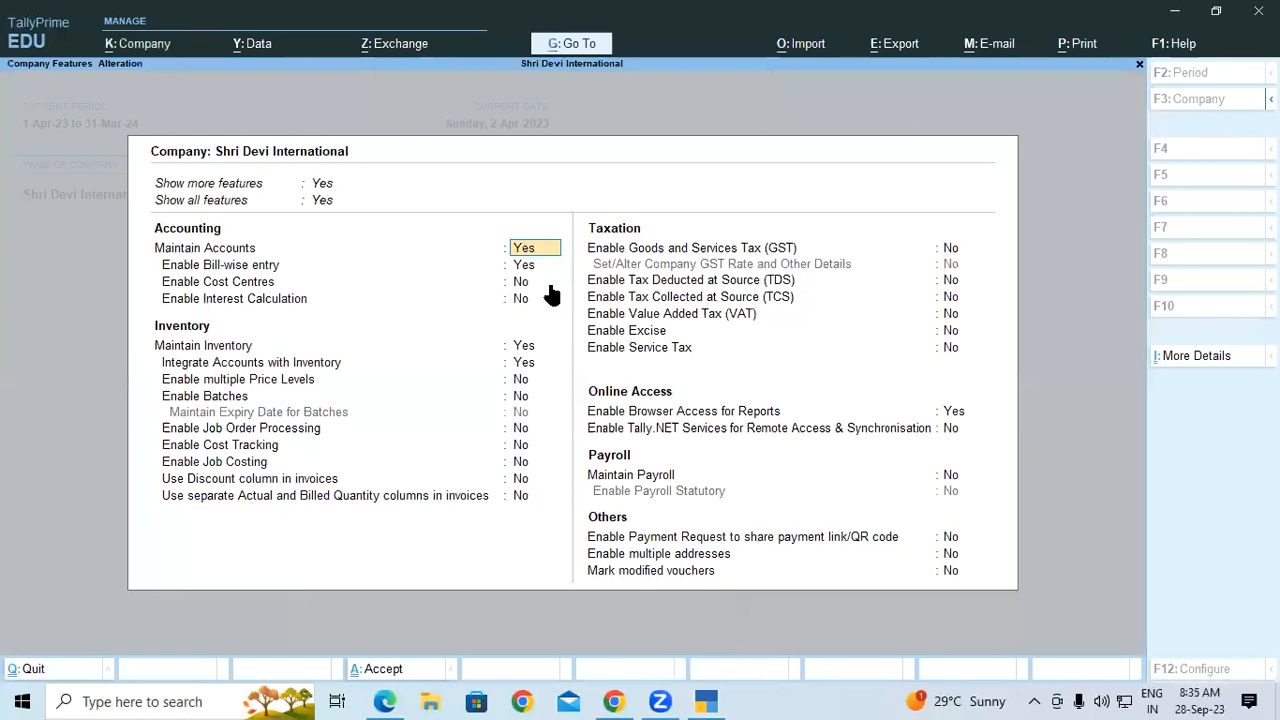 TallyPrime
EDU
MANAGE
K: Company
Y: Data
Z: Exchange
G: Go To
O: Import
E: Export
M: E-mail
P: Print
F1: Help
Company Features Alteration
Shri Devi International
CURRENT PERIOD
1-Apr-23 to 31-Mar-24
CURRENT DATE
Sunday, 2-Apr-2023
NAME OF COMPANY
Shri Devi Internat
Company: Shri Devi International
Show more features : Yes
Show all features : Yes
Accounting
Maintain Accounts : Yes
Enable Bill-wise entry : Yes
Enable Cost Centres : No
Enable Interest Calculation : No
Inventory
Maintain Inventory : Yes
Integrate Accounts with Inventory : Yes
Enable multiple Price Levels : No
Enable Batches : No
Maintain Expiry Date for Batches : No
Enable Job Order Processing : No
Enable Cost Tracking : No
Enable Job Costing : No
Use Discount column in invoices : No
Use separate Actual and Billed Quantity columns in invoices : No
Taxation
Enable Goods and Services Tax (GST) : No
Set/Alter Company GST Rate and Other Details : No
Enable Tax Deducted at Source (TDS) : No
Enable Tax Collected at Source (TCS) : No
Enable Value Added Tax (VAT) : No
Enable Excise : No
Enable Service Tax : No
Online Access
Enable Browser Access for Reports : Yes
Enable Tally.NET Services for Remote Access & Synchronisation : No
Payroll
Maintain Payroll : No
Enable Payroll Statutory : No
Others
Enable Payment Request to share payment link/QR code : No
Enable multiple addresses : No
Mark modified vouchers : No
F2: Period
F3: Company
F4
F5
F6
F7
F8
F9
F10
I: More Details
Q: Quit
A: Accept
F12: Configure
Type here to search
29°C Sunny
ENG
IN
8:35 AM
28-Sep-23